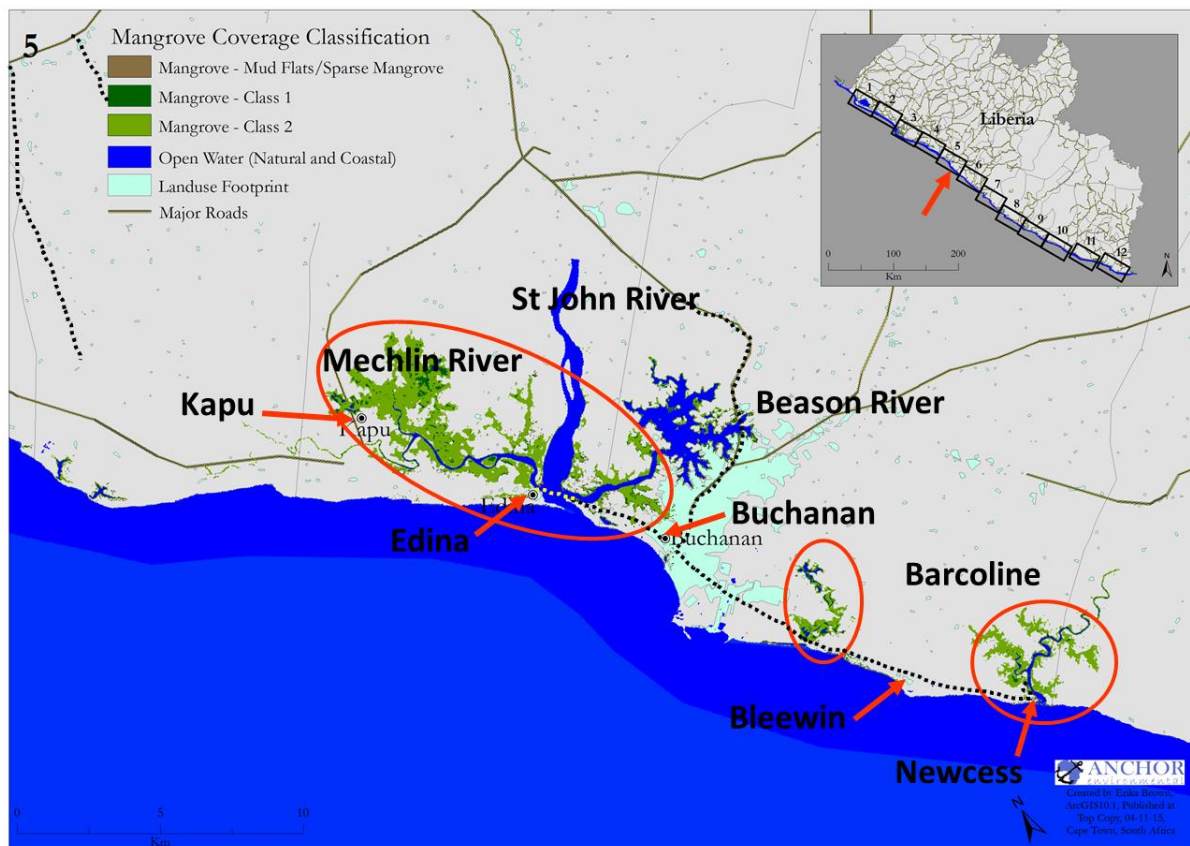 5
Mangrove Coverage Classification
Mangrove - Mud Flats/Sparse Mangrove
Mangrove - Class 1
Mangrove - Class 2
Open Water (Natural and Coastal)
Landuse Footprint
Major Roads
1
2
3
4
5
6
7
8
9
10
11
12
Liberia
0 100 200
Km
N
St John River
Mechlin River
Kapu
Kapu
Beason River
Edina
Edina
Buchanan
Buchanan
Barcoline
Bleewin
Newcess
0 5 10
Km
N
ANCHOR
environmental
Created by Erika Brown,
ArcGIS10.1, Published at
Top Copy, 04-11-15,
Cape Town, South Africa